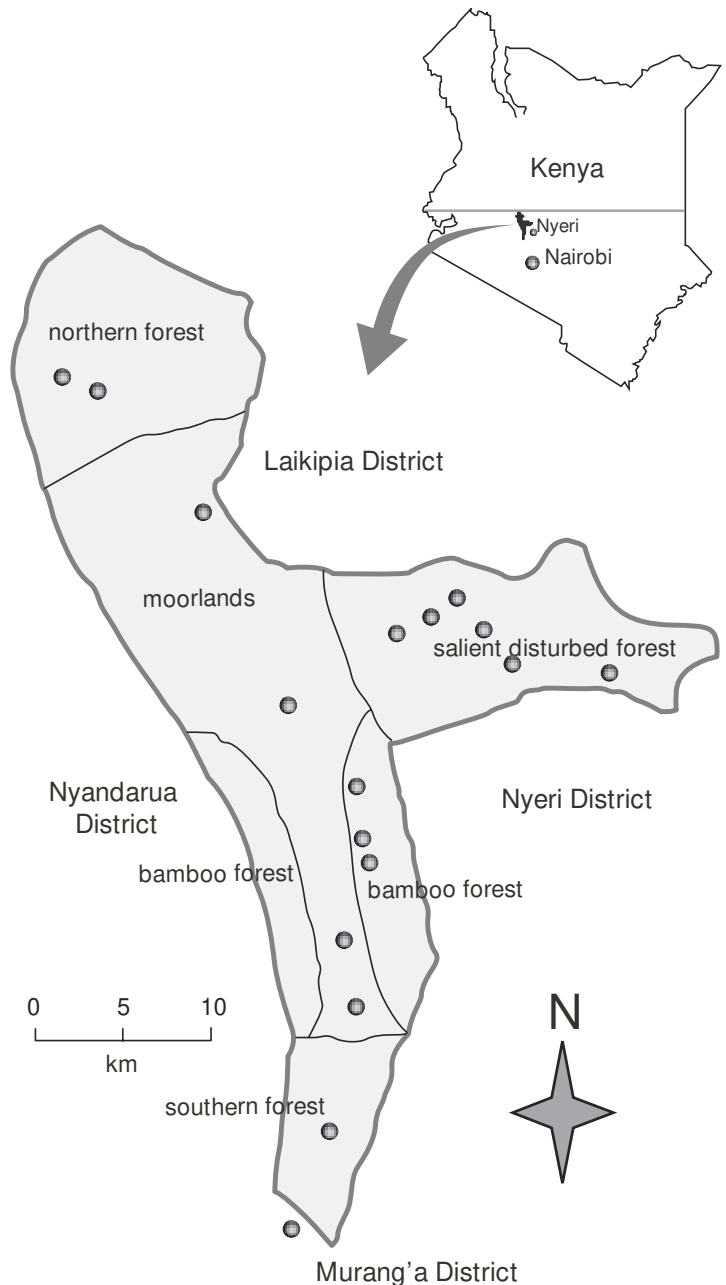 Kenya
Nyeri
Nairobi
northern forest
Laikipia District
moorlands
salient disturbed forest
Nyandarua
District
Nyeri District
bamboo forest
bamboo forest
0 5 10
km
N
southern forest
Murang'a District